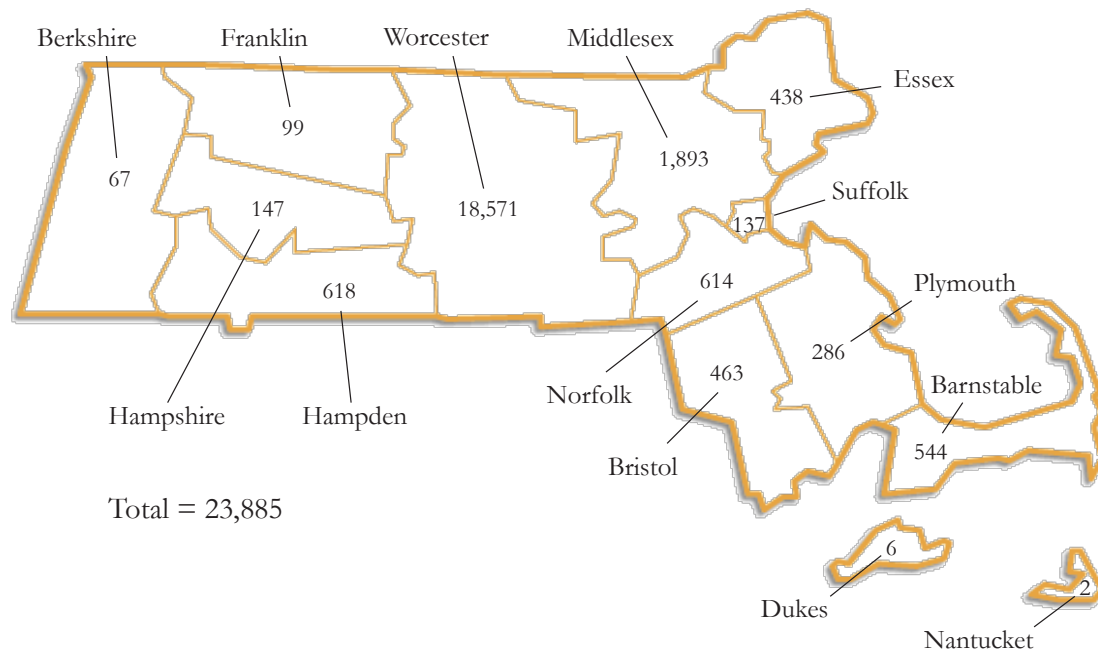 Berkshire
Franklin
Worcester
Middlesex
Essex
438
99
1,893
67
Suffolk
147
18,571
137
618
614
Plymouth
286
463
Barnstable
Norfolk
Hampshire
Hampden
544
Bristol
Total = 23,885
6
2
Dukes
Nantucket